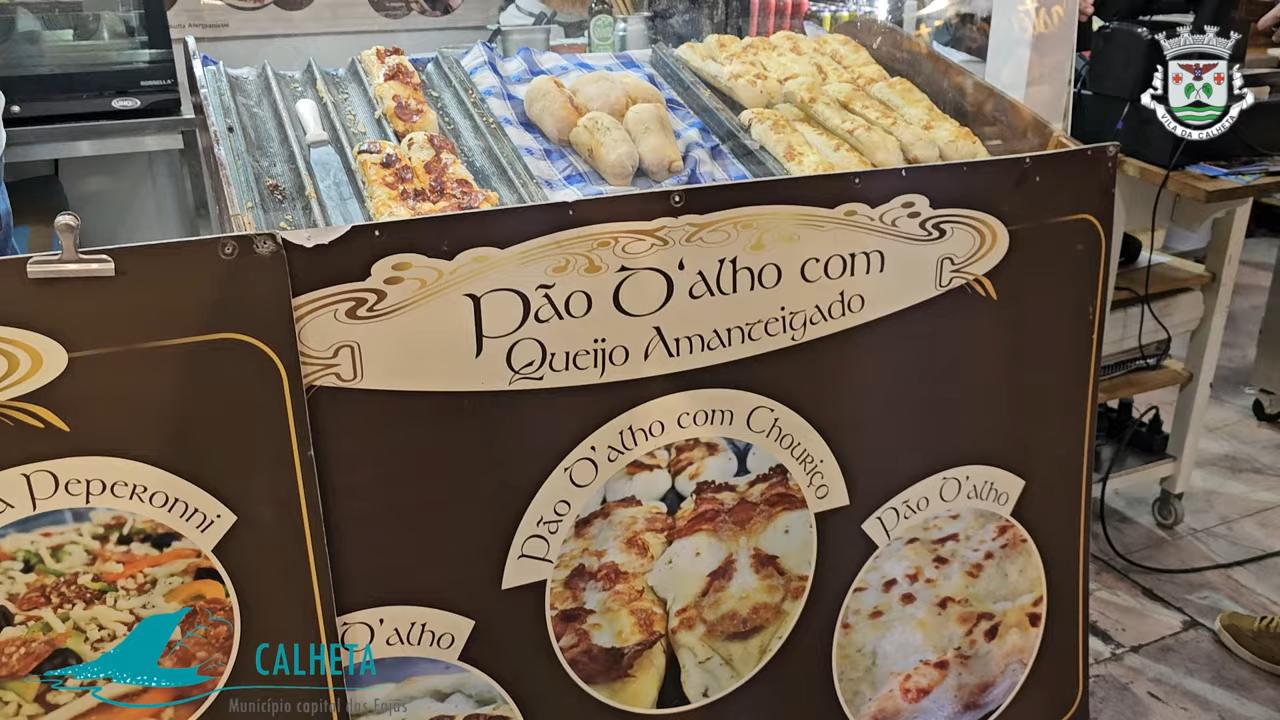 VILA DA CALHETA
Pão D'alho com
Queijo Amanteigado
Pão D'alho com Chouriço
Pão D'alho
a Peperonni
D'alho
CALHETA
Município capital das Fajãs